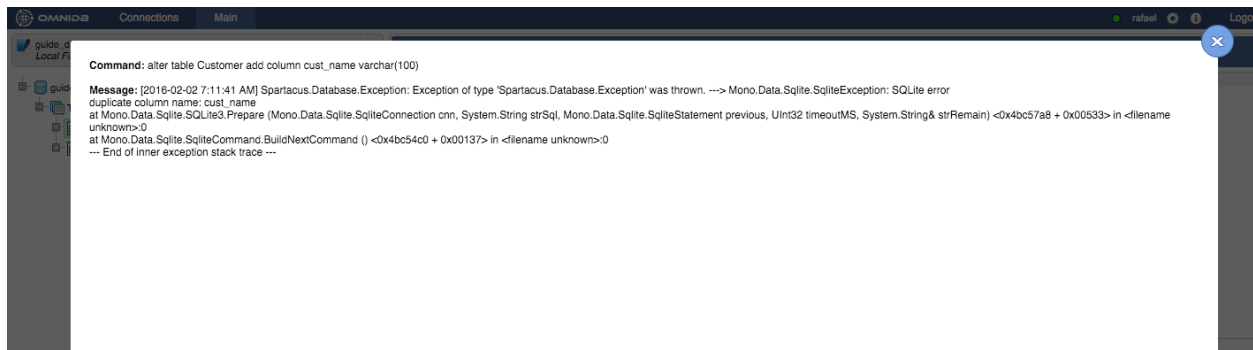 OMNIDB Connections Main rafael Logo
guide_d
Local Fi
Command: alter table Customer add column cust_name varchar(100)
guid
Message: [2016-02-02 7:11:41 AM] Spartacus.Database.Exception: Exception of type 'Spartacus.Database.Exception' was thrown. ---> Mono.Data.Sqlite.SqliteException: SQLite error
duplicate column name: cust_name
at Mono.Data.Sqlite.SQLite3.Prepare (Mono.Data.Sqlite.SqliteConnection cnn, System.String strSql, Mono.Data.Sqlite.SqliteStatement previous, UInt32 timeoutMS, System.String& strRemain) <0x4bc57a8 + 0x00533> in <filename
unknown>:0
at Mono.Data.Sqlite.SqliteCommand.BuildNextCommand () <0x4bc54c0 + 0x00137> in <filename unknown>:0
--- End of inner exception stack trace ---